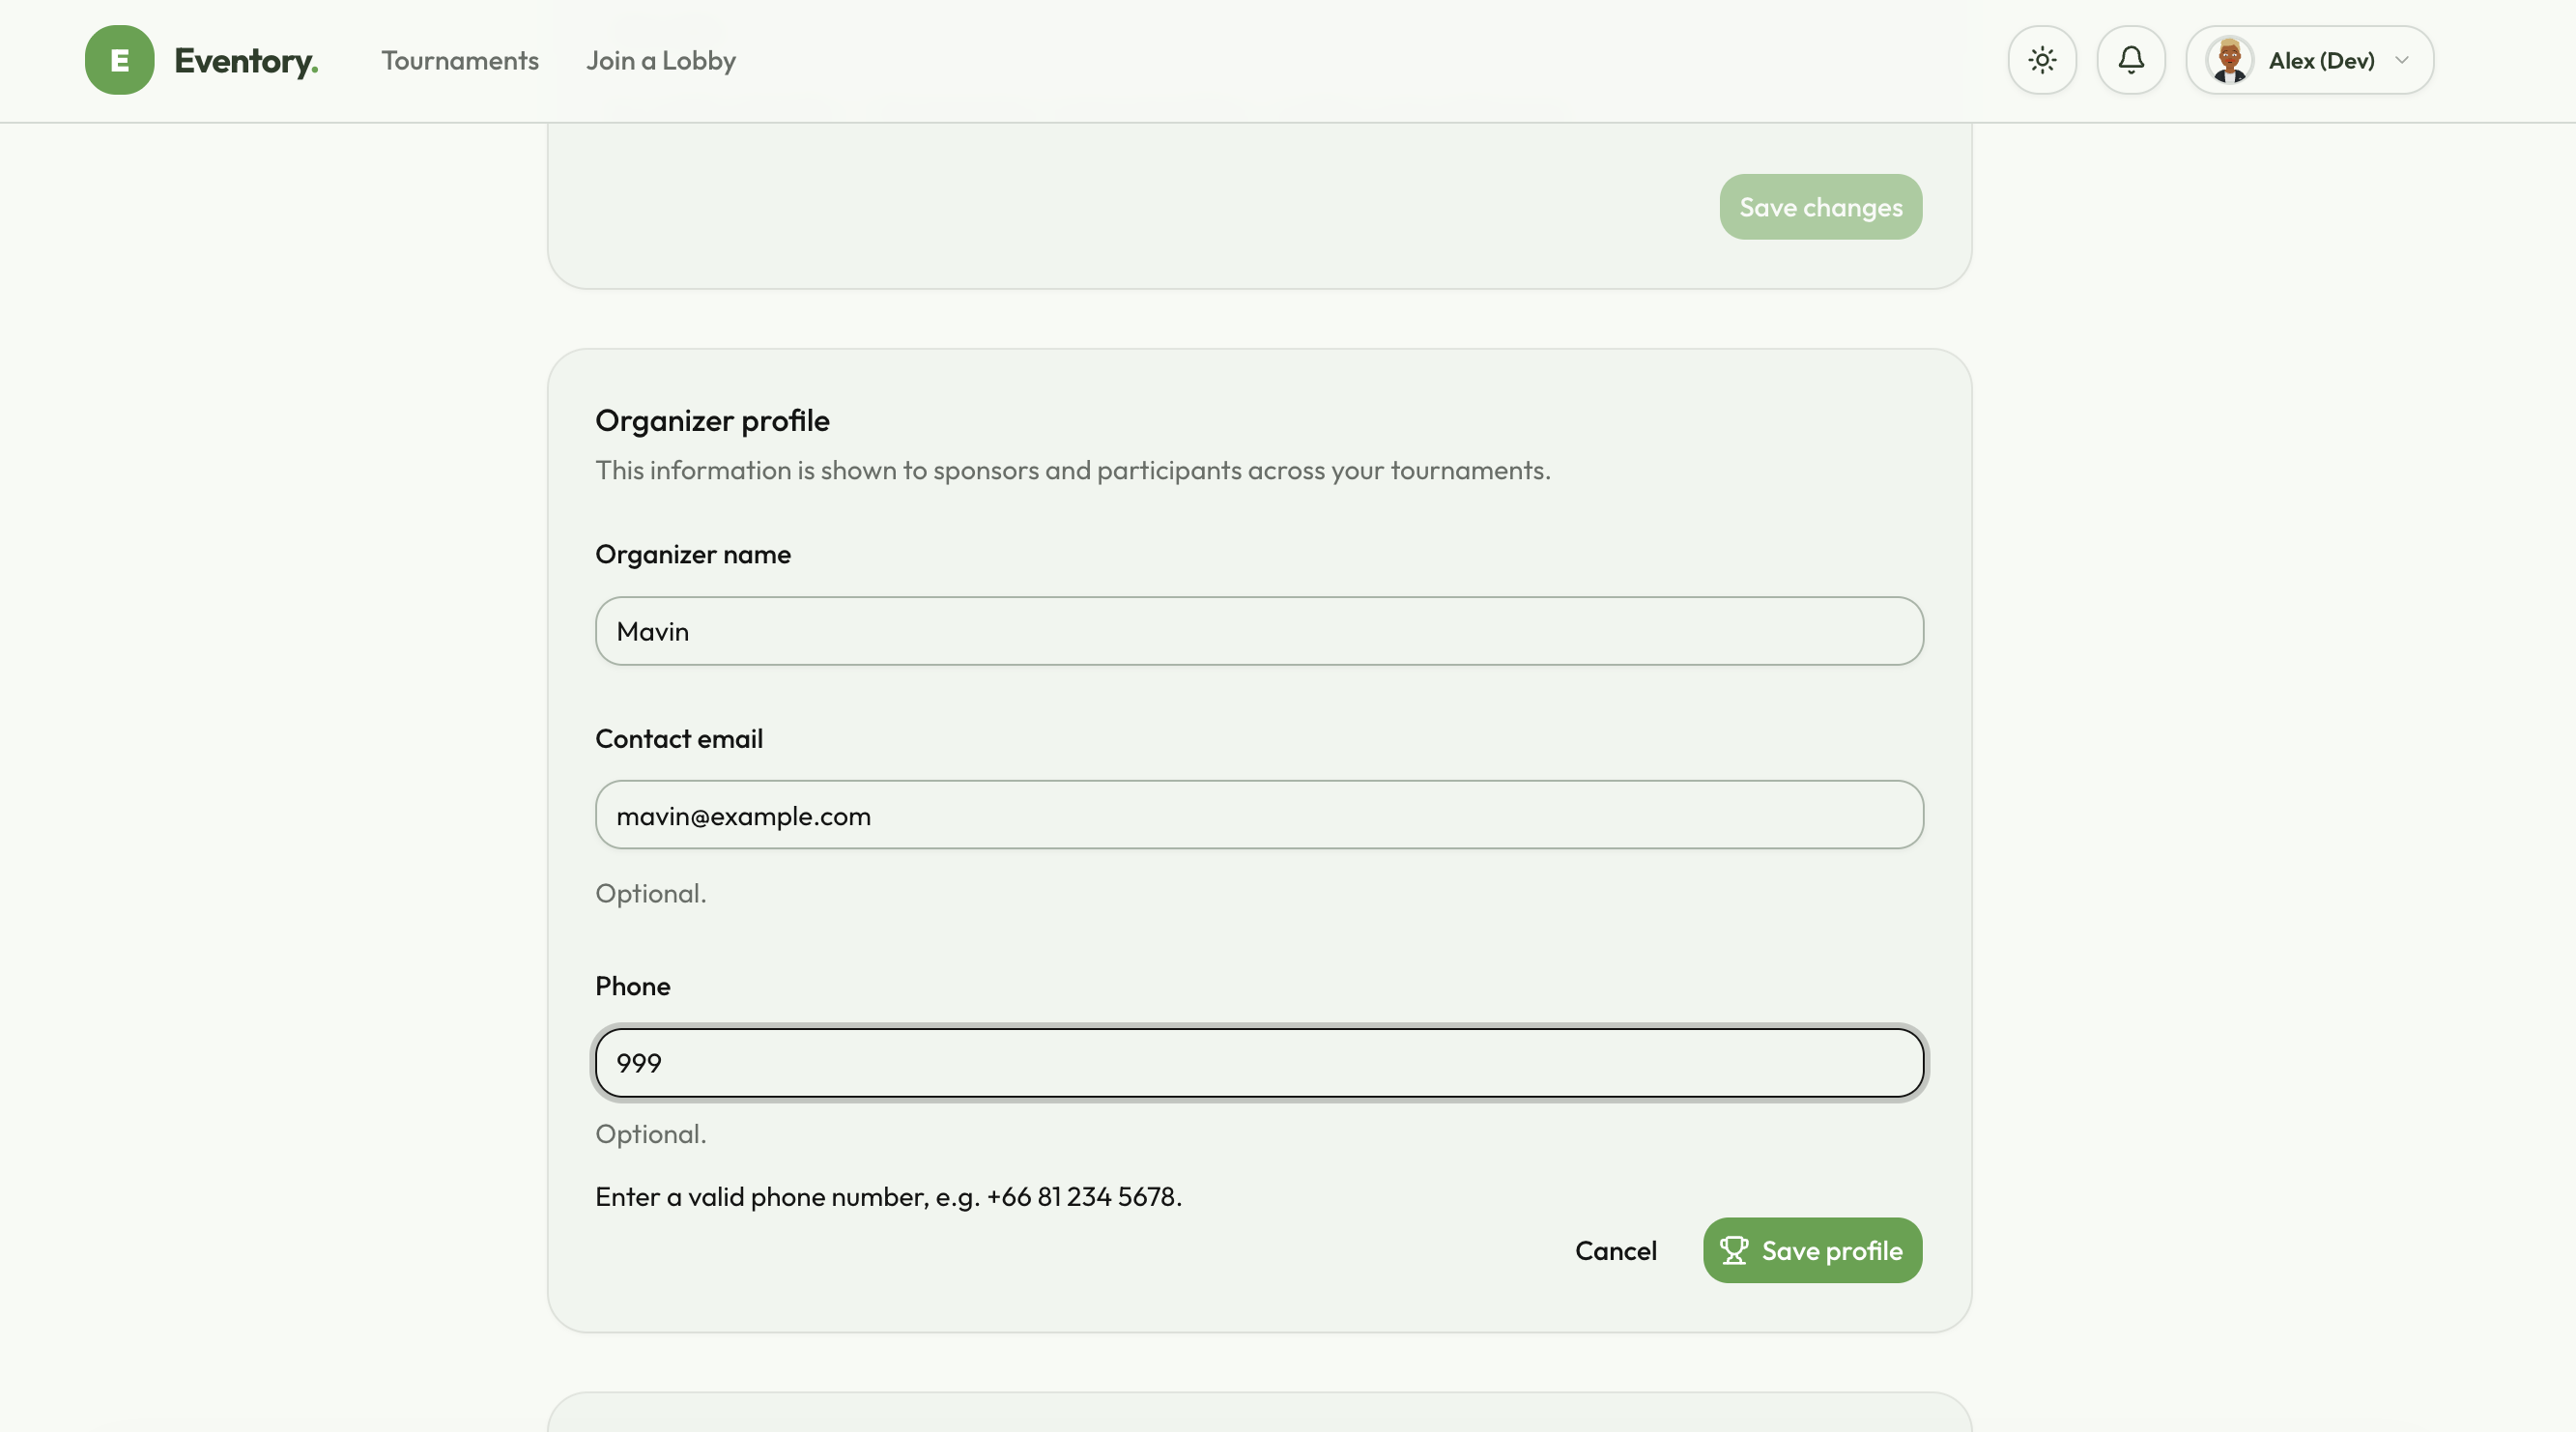 E Eventory. Tournaments Join a Lobby Alex (Dev)
Save changes
Organizer profile
This information is shown to sponsors and participants across your tournaments.
Organizer name
Mavin
Contact email
mavin@example.com
Optional.
Phone
999
Optional.
Enter a valid phone number, e.g. +66 81 234 5678.
Cancel Save profile